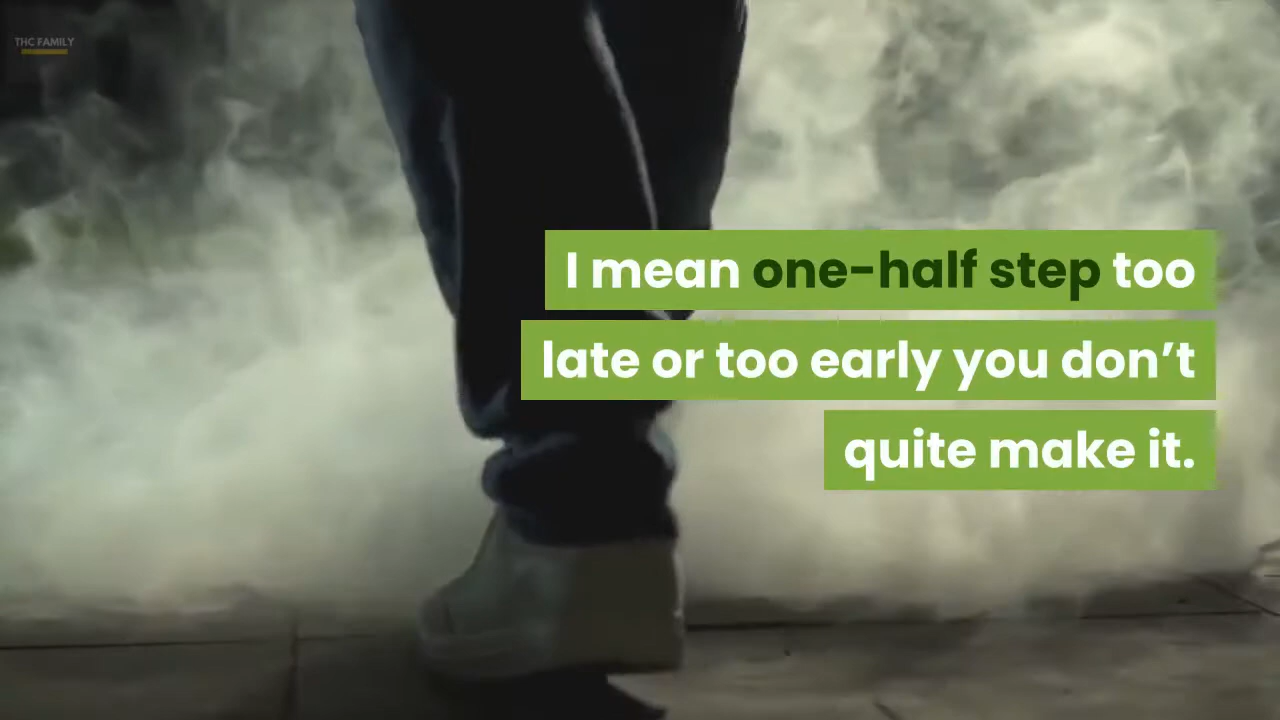 THC FAMILY
I mean one-half step too
late or too early you don’t
quite make it.